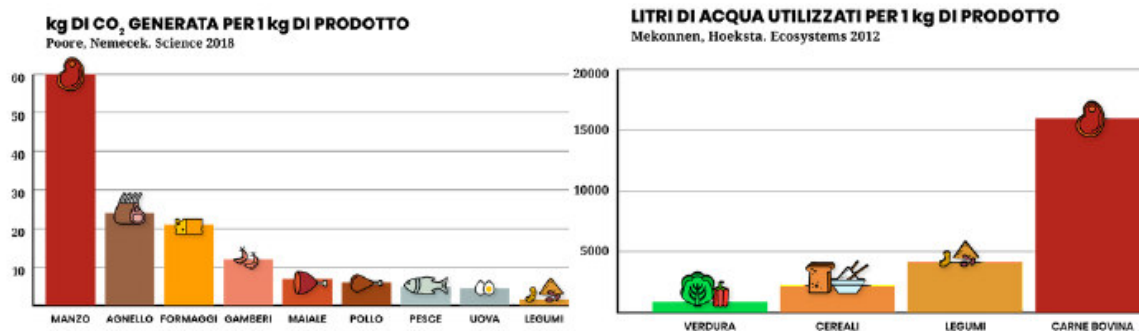 kg DI CO2 GENERATA PER 1 kg DI PRODOTTO
Poore, Nemecek. Science 2018
60
50
40
30
20
10
MANZO AGNELLO FORMAGGI GAMBERI MAIALE POLLO PESCE UOVA LEGUMI
LITRI DI ACQUA UTILIZZATI PER 1 kg DI PRODOTTO
Mekonnen, Hoeksta. Ecosystems 2012
20000
15000
10000
5000
VERDURA CEREALI LEGUMI CARNE BOVINA